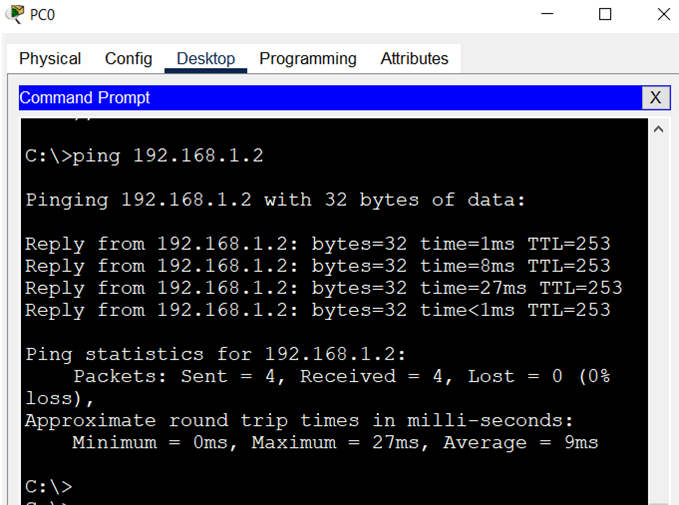 PC0
Physical Config Desktop Programming Attributes
Command Prompt X
C:\>ping 192.168.1.2
Pinging 192.168.1.2 with 32 bytes of data:
Reply from 192.168.1.2: bytes=32 time=1ms TTL=253
Reply from 192.168.1.2: bytes=32 time=8ms TTL=253
Reply from 192.168.1.2: bytes=32 time=27ms TTL=253
Reply from 192.168.1.2: bytes=32 time<1ms TTL=253
Ping statistics for 192.168.1.2:
Packets: Sent = 4, Received = 4, Lost = 0 (0%
loss),
Approximate round trip times in milli-seconds:
Minimum = 0ms, Maximum = 27ms, Average = 9ms
C:\>